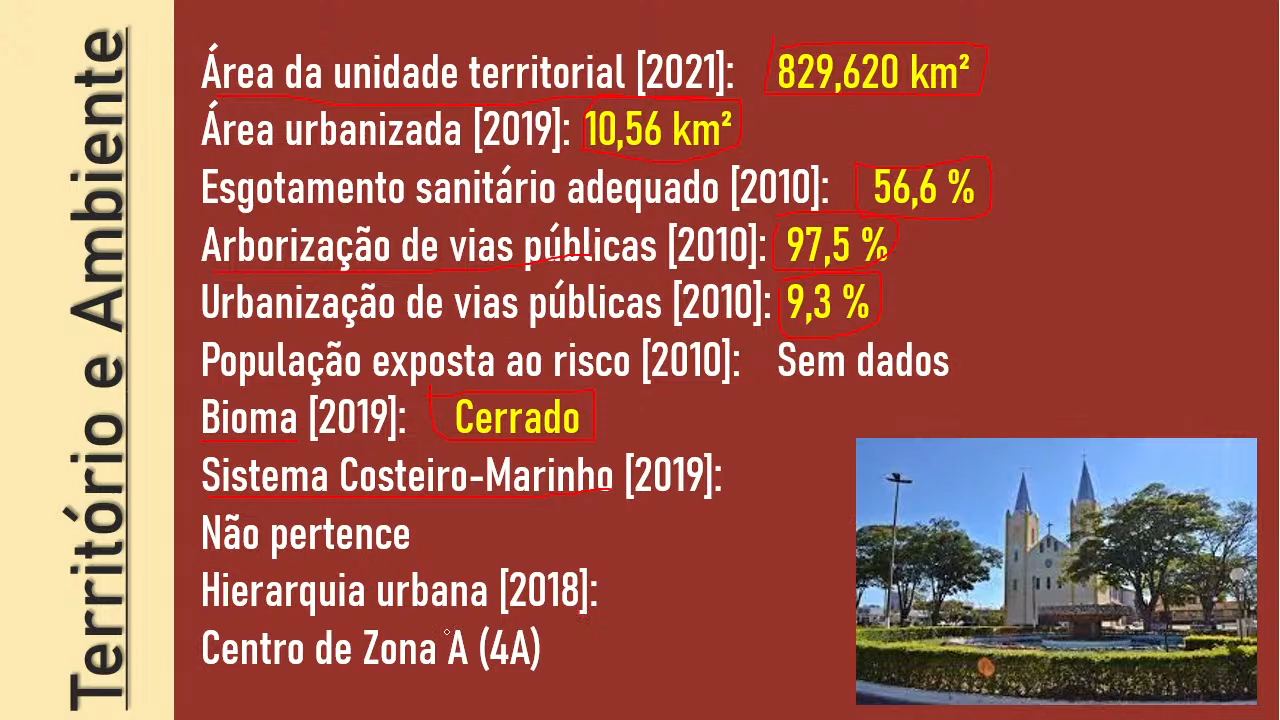 Território e Ambiente
Área da unidade territorial [2021]: 829,620 km²
Área urbanizada [2019]: 10,56 km²
Esgotamento sanitário adequado [2010]: 56,6 %
Arborização de vias públicas [2010]: 97,5 %
Urbanização de vias públicas [2010]: 9,3 %
População exposta ao risco [2010]: Sem dados
Bioma [2019]: Cerrado
Sistema Costeiro-Marinho [2019]:
Não pertence
Hierarquia urbana [2018]:
Centro de Zona A (4A)